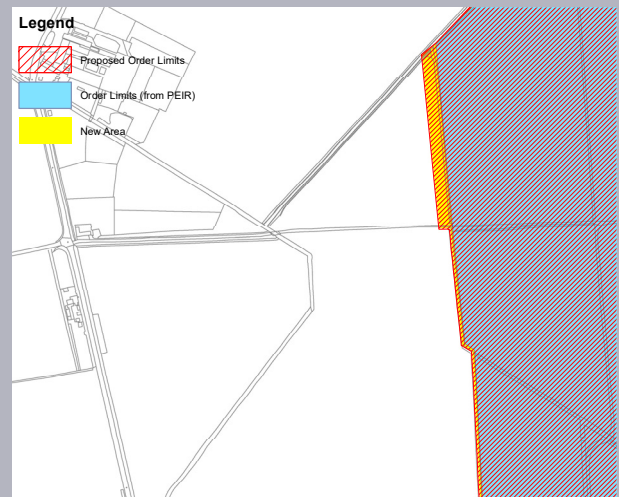 Legend
Proposed Order Limits
Order Limits (from PEIR)
New Area